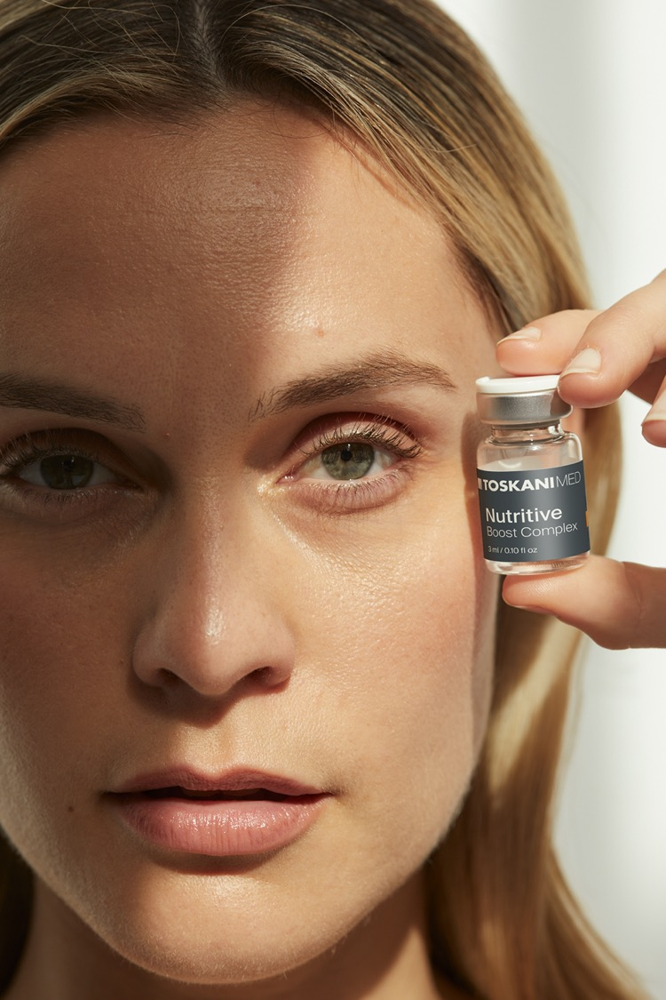 TOSKANIMED
Nutritive
Boost Complex
3 ml / 0.10 fl oz